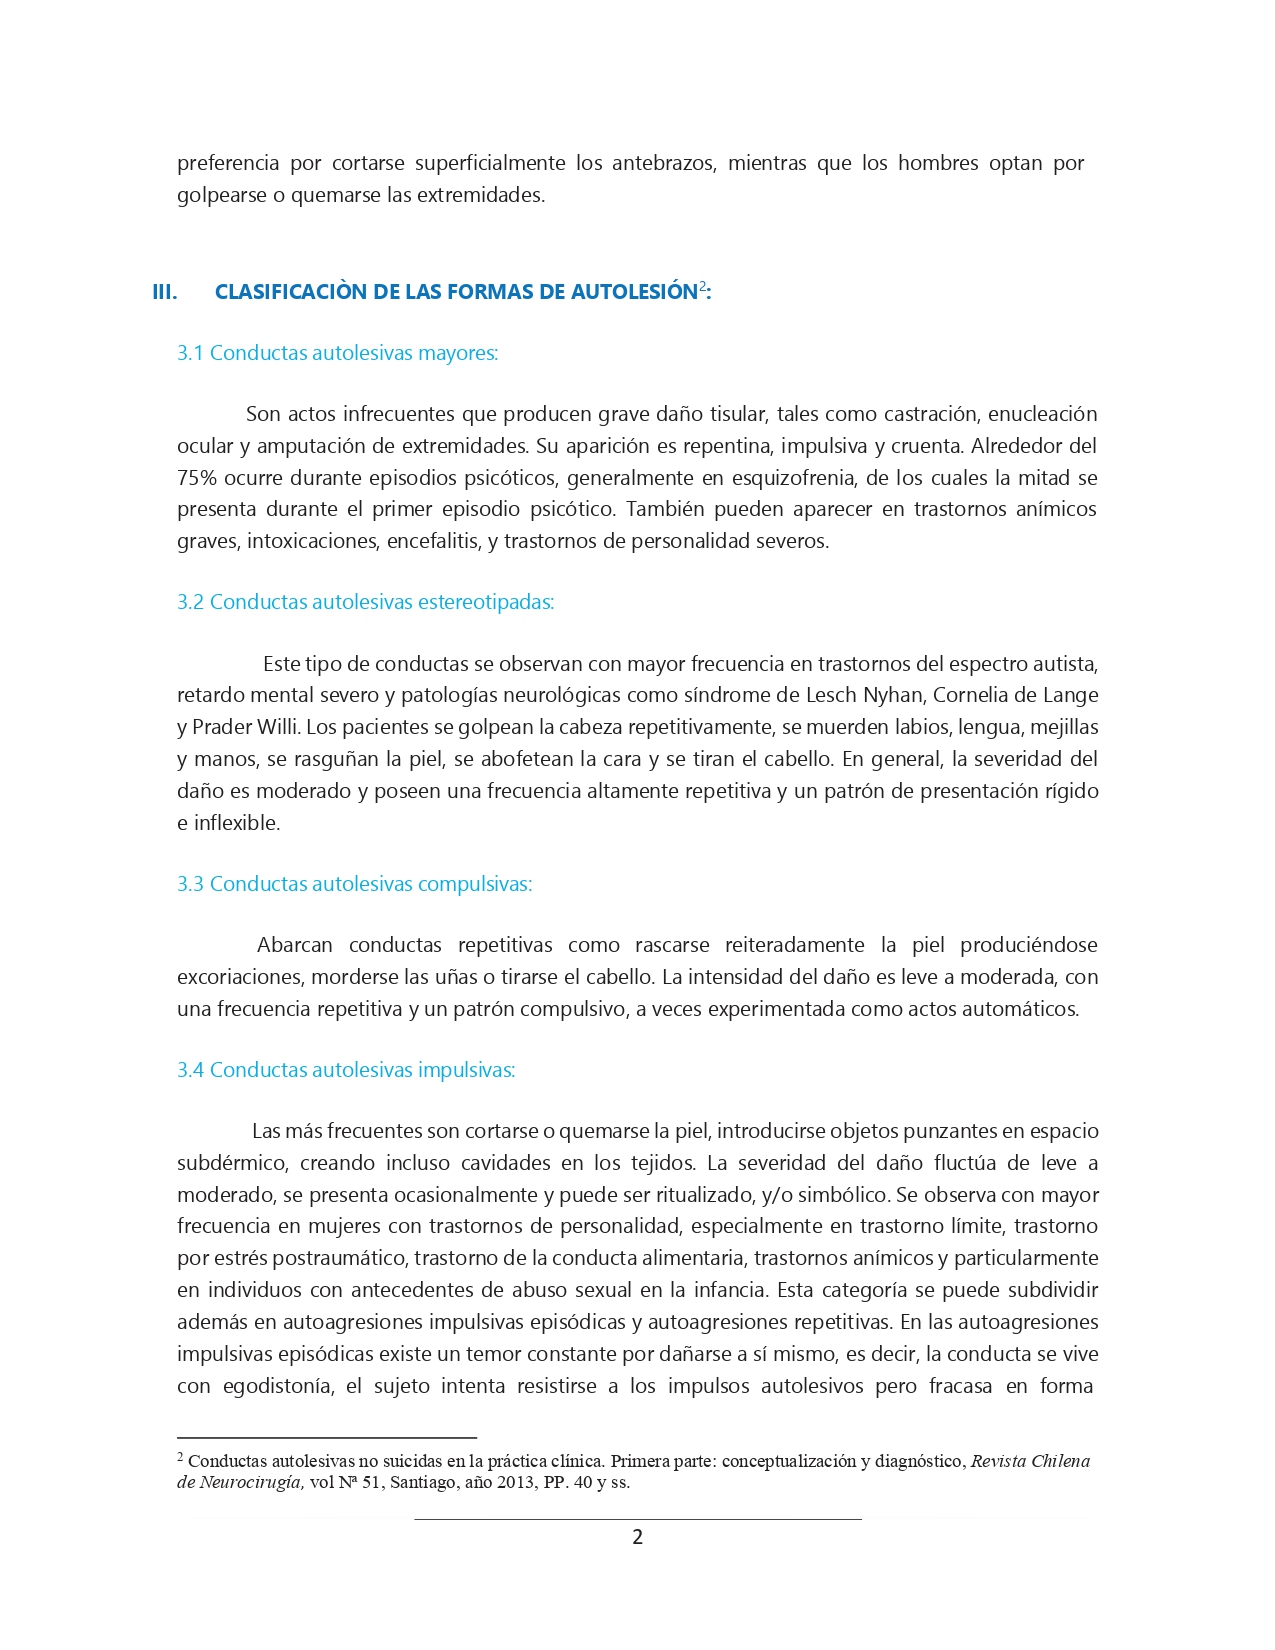 preferencia por cortarse superficialmente los antebrazos, mientras que los hombres optan por
golpearse o quemarse las extremidades.
III. CLASIFICACIÒN DE LAS FORMAS DE AUTOLESIÓN2:
3.1 Conductas autolesivas mayores:
Son actos infrecuentes que producen grave daño tisular, tales como castración, enucleación
ocular y amputación de extremidades. Su aparición es repentina, impulsiva y cruenta. Alrededor del
75% ocurre durante episodios psicóticos, generalmente en esquizofrenia, de los cuales la mitad se
presenta durante el primer episodio psicótico. También pueden aparecer en trastornos anímicos
graves, intoxicaciones, encefalitis, y trastornos de personalidad severos.
3.2 Conductas autolesivas estereotipadas:
Este tipo de conductas se observan con mayor frecuencia en trastornos del espectro autista,
retardo mental severo y patologías neurológicas como síndrome de Lesch Nyhan, Cornelia de Lange
y Prader Willi. Los pacientes se golpean la cabeza repetitivamente, se muerden labios, lengua, mejillas
y manos, se rasguñan la piel, se abofetean la cara y se tiran el cabello. En general, la severidad del
daño es moderado y poseen una frecuencia altamente repetitiva y un patrón de presentación rígido
e inflexible.
3.3 Conductas autolesivas compulsivas:
Abarcan conductas repetitivas como rascarse reiteradamente la piel produciéndose
excoriaciones, morderse las uñas o tirarse el cabello. La intensidad del daño es leve a moderada, con
una frecuencia repetitiva y un patrón compulsivo, a veces experimentada como actos automáticos.
3.4 Conductas autolesivas impulsivas:
Las más frecuentes son cortarse o quemarse la piel, introducirse objetos punzantes en espacio
subdérmico, creando incluso cavidades en los tejidos. La severidad del daño fluctúa de leve a
moderado, se presenta ocasionalmente y puede ser ritualizado, y/o simbólico. Se observa con mayor
frecuencia en mujeres con trastornos de personalidad, especialmente en trastorno límite, trastorno
por estrés postraumático, trastorno de la conducta alimentaria, trastornos anímicos y particularmente
en individuos con antecedentes de abuso sexual en la infancia. Esta categoría se puede subdividir
además en autoagresiones impulsivas episódicas y autoagresiones repetitivas. En las autoagresiones
impulsivas episódicas existe un temor constante por dañarse a sí mismo, es decir, la conducta se vive
con egodistonía, el sujeto intenta resistirse a los impulsos autolesivos pero fracasa en forma
2 Conductas autolesivas no suicidas en la práctica clínica. Primera parte: conceptualización y diagnóstico, Revista Chilena
de Neurocirugía, vol Nª 51, Santiago, año 2013, PP. 40 y ss.
2